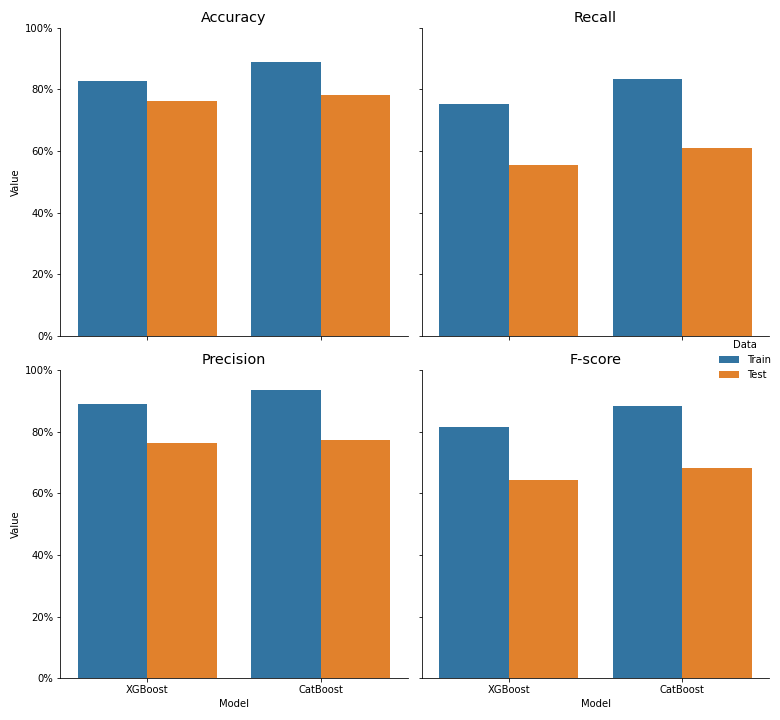 Accuracy
Recall
100%
80%
60%
40%
20%
0%
Value
Data
Train
Test
Precision
F-score
100%
80%
60%
40%
20%
0%
Value
XGBoost
CatBoost
XGBoost
CatBoost
Model
Model